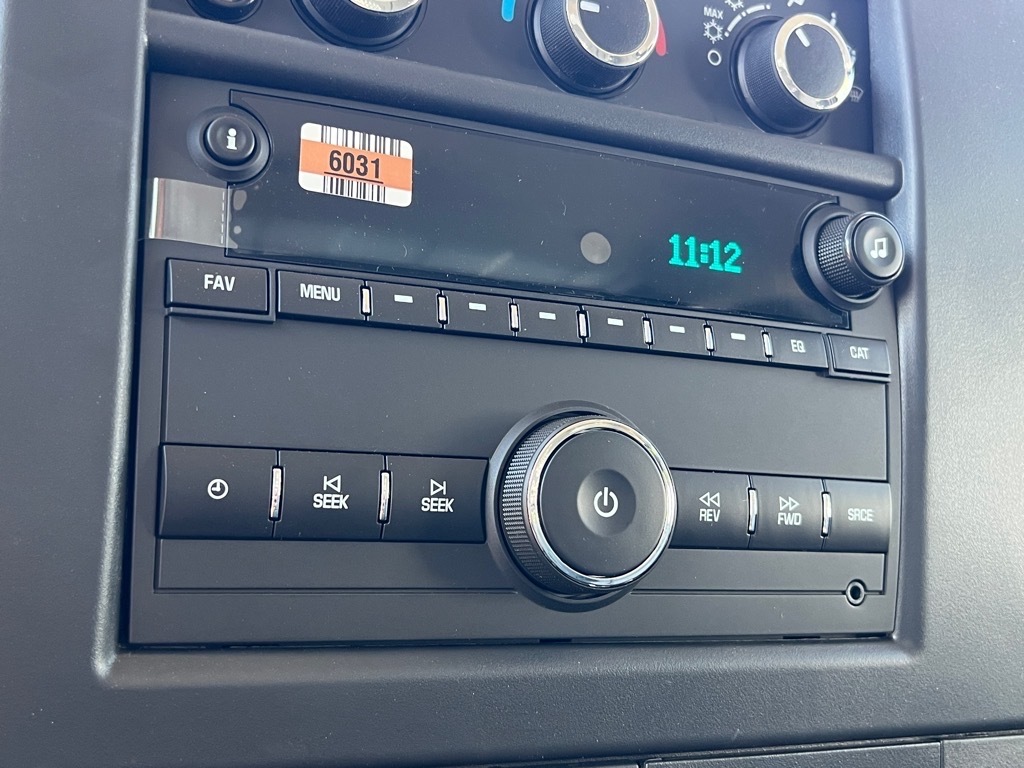 MAX
i
6031
11:12
FAV
MENU
EQ
CAT
SEEK
SEEK
REV
FWD
SRCE